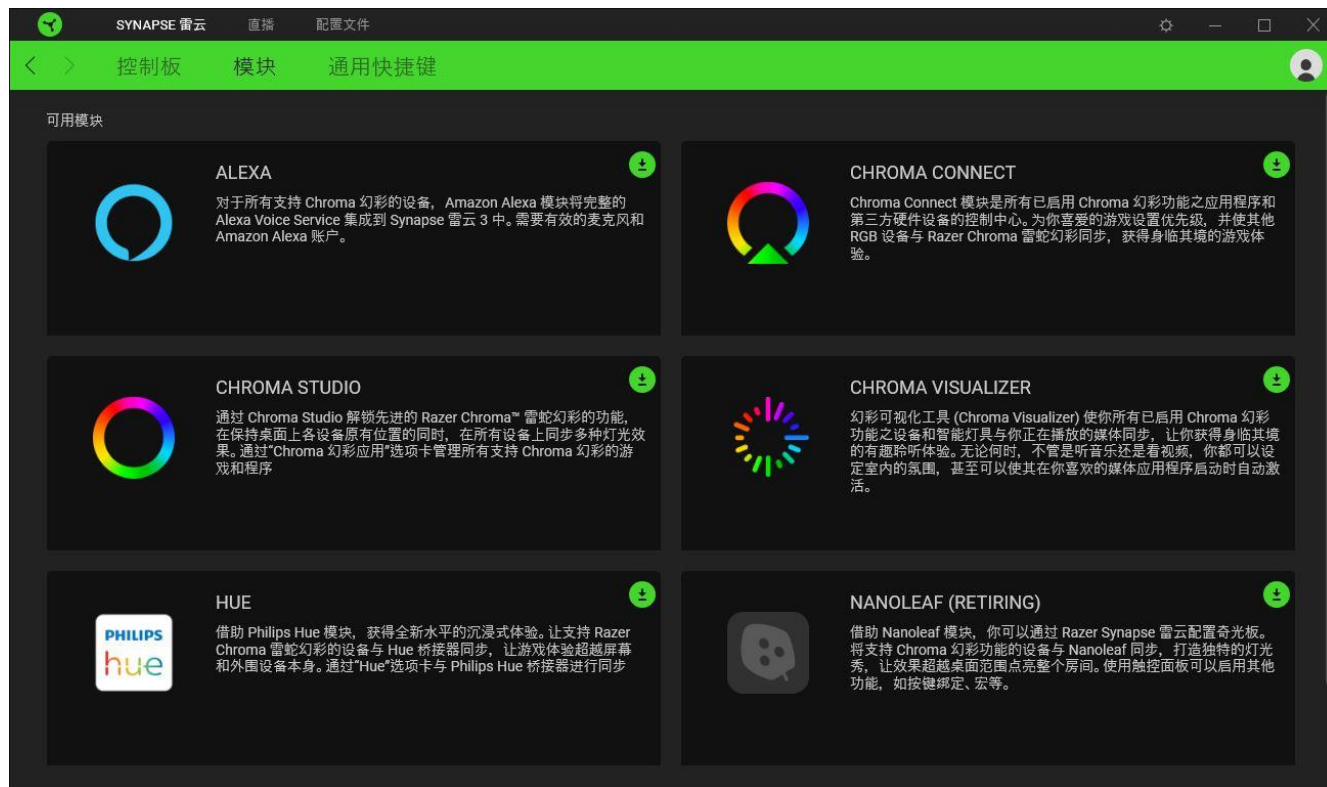 SYNAPSE 雷云 直播 配置文件
控制板 模块 通用快捷键
可用模块
ALEXA
对于所有支持 Chroma 幻彩的设备，Amazon Alexa 模块将完整的
Alexa Voice Service 集成到 Synapse 雷云 3 中。需要有效的麦克风和
Amazon Alexa 账户。
CHROMA CONNECT
Chroma Connect 模块是所有已启用 Chroma 幻彩功能之应用程序和
第三方硬件设备的控制中心。为你喜爱的游戏设置优先级，并使其他
RGB 设备与 Razer Chroma 雷蛇幻彩同步，获得身临其境的游戏体
验。
CHROMA STUDIO
通过 Chroma Studio 解锁先进的 Razer Chroma™ 雷蛇幻彩的功能，
在保持桌面上各设备原有位置的同时，在所有设备上同步多种灯光效
果。通过“Chroma 幻彩应用”选项卡管理所有支持 Chroma 幻彩的游
戏和程序
CHROMA VISUALIZER
幻彩可视化工具 (Chroma Visualizer) 使你所有已启用 Chroma 幻彩
功能之设备和智能灯具与你正在播放的媒体同步，让你获得身临其境
的有趣聆听体验。无论何时，不管是听音乐还是看视频，你都可以设
定室内的氛围，甚至可以使其在你喜欢的媒体应用程序启动时自动激
活。
PHILIPS
hue
HUE
借助 Philips Hue 模块，获得全新水平的沉浸式体验。让支持 Razer
Chroma 雷蛇幻彩的设备与 Hue 桥接器同步，让游戏体验超越屏幕
和外围设备本身。通过“Hue”选项卡与 Philips Hue 桥接器进行同步
NANOLEAF (RETIRING)
借助 Nanoleaf 模块，你可以通过 Razer Synapse 雷云配置奇光板。
将支持 Chroma 幻彩功能的设备与 Nanoleaf 同步，打造独特的灯光
秀，让效果超越桌面范围点亮整个房间。使用触控面板可以启用其他
功能，如按键绑定、宏等。